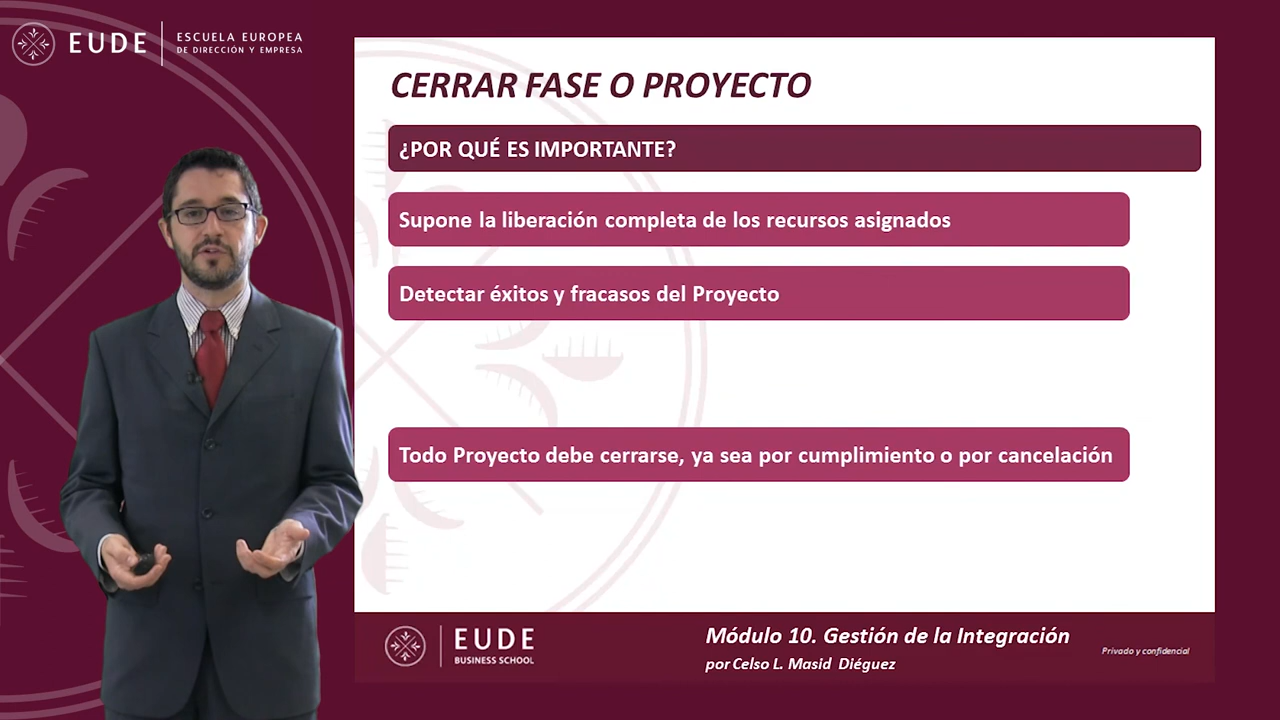 EUDE
ESCUELA EUROPEA
DE DIRECCIÓN Y EMPRESA
CERRAR FASE O PROYECTO
¿POR QUÉ ES IMPORTANTE?
Supone la liberación completa de los recursos asignados
Detectar éxitos y fracasos del Proyecto
Todo Proyecto debe cerrarse, ya sea por cumplimiento o por cancelación
EUDE
BUSINESS SCHOOL
Módulo 10. Gestión de la Integración
por Celso L. Masid Diéguez
Privado y confidencial